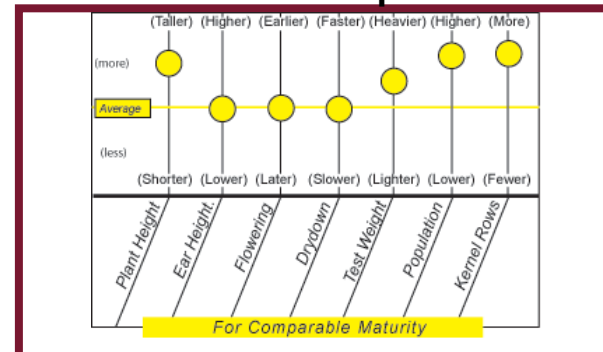 (Taller) (Higher) (Earlier) (Faster) (Heavier) (Higher) (More)
(more)
Average
(less)
(Shorter) (Lower) (Later) (Slower) (Lighter) (Lower) (Fewer)
Plant Height
Ear Height.
Flowering
Drydown
Test Weight
Population
Kernel Rows
For Comparable Maturity